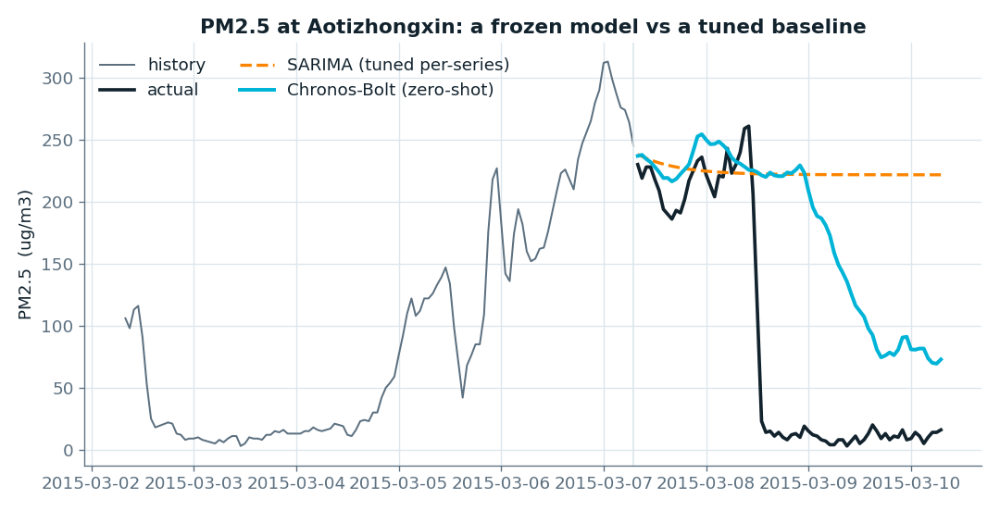 PM2.5 at Aotizhongxin: a frozen model vs a tuned baseline
history
actual
SARIMA (tuned per-series)
Chronos-Bolt (zero-shot)
PM2.5 (ug/m3)
300
250
200
150
100
50
0
2015-03-02
2015-03-03
2015-03-04
2015-03-05
2015-03-06
2015-03-07
2015-03-08
2015-03-09
2015-03-10